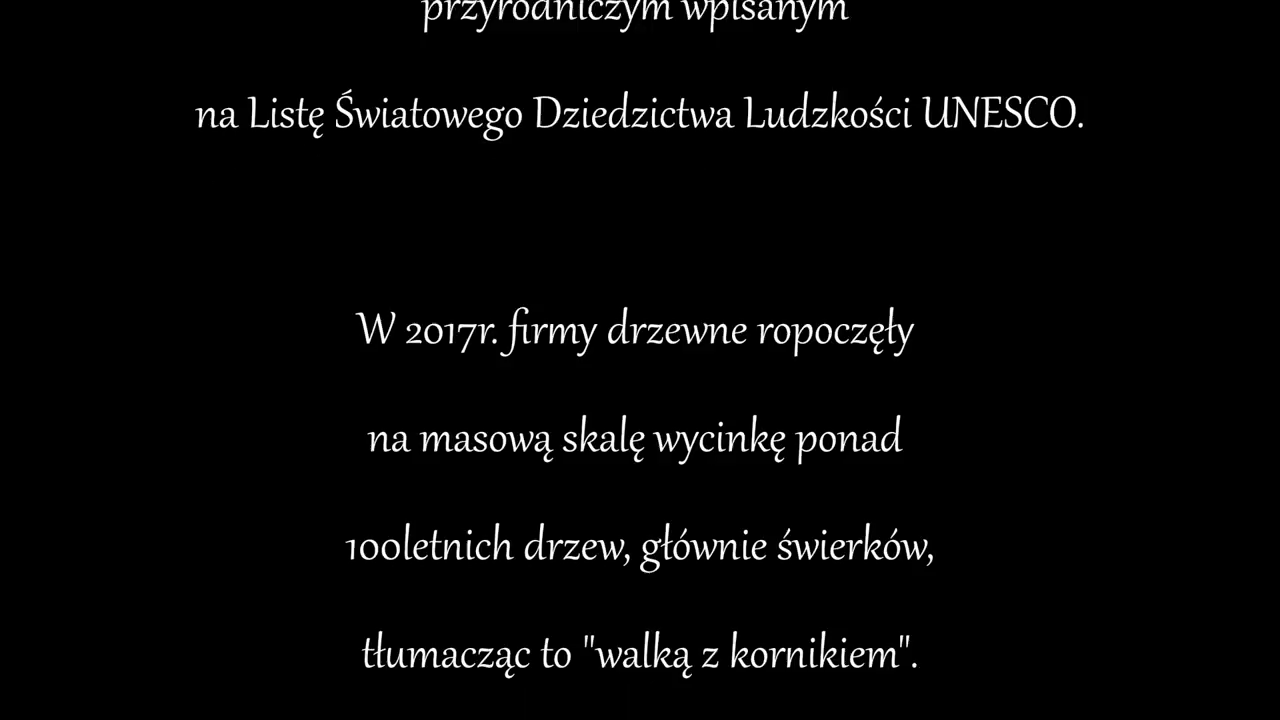 przyrodniczym wpisanym
na Listę Światowego Dziedzictwa Ludzkości UNESCO.
W 2017r. firmy drzewne ropoczęły
na masową skalę wycinkę ponad
100letnich drzew, głównie świerków,
tłumacząc to "walką z kornikiem".